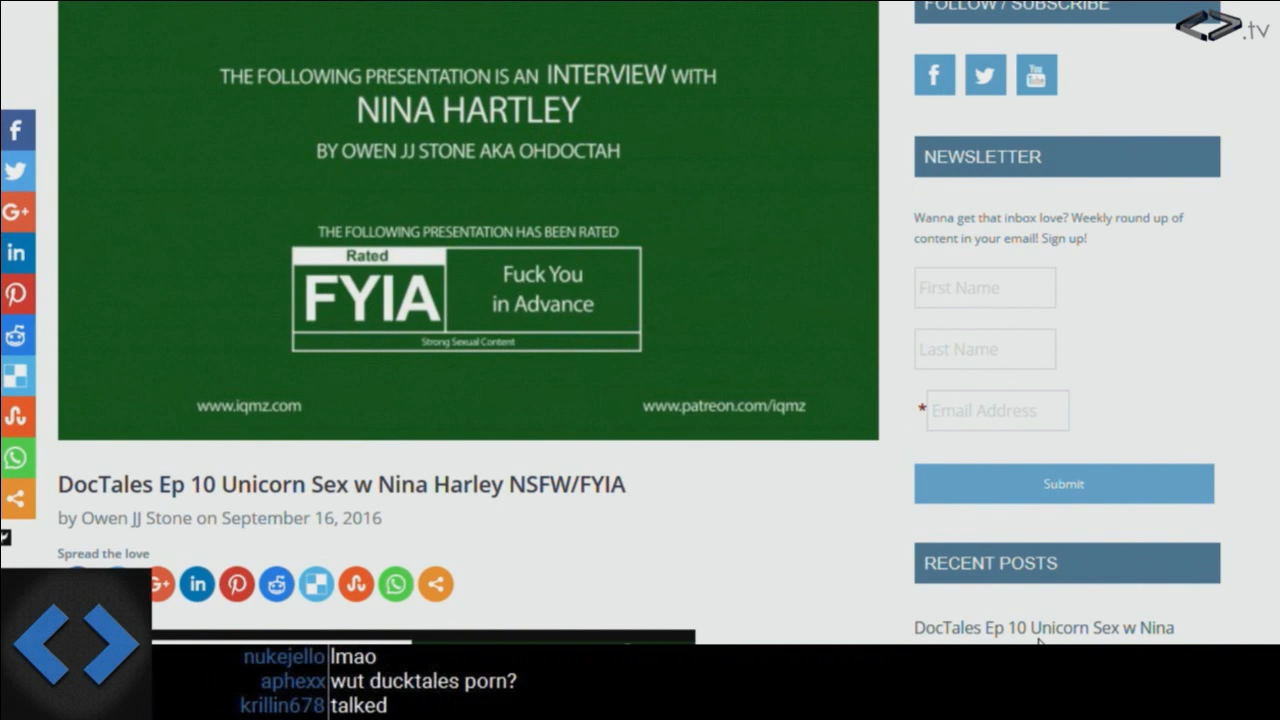 FOLLOW / SUBSCRIBE
.tv
THE FOLLOWING PRESENTATION IS AN INTERVIEW WITH
NINA HARTLEY
BY OWEN JJ STONE AKA OHDOCTAH
THE FOLLOWING PRESENTATION HAS BEEN RATED
Rated
FYIA
Fuck You
in Advance
Strong Sexual Content
www.iqmz.com
www.patreon.com/iqmz
You
Tube
NEWSLETTER
Wanna get that inbox love? Weekly round up of
content in your email! Sign up!
First Name
Last Name
* Email Address
Submit
DocTales Ep 10 Unicorn Sex w Nina Harley NSFW/FYIA
by Owen JJ Stone on September 16, 2016
Spread the love
RECENT POSTS
DocTales Ep 10 Unicorn Sex w Nina
nukejello lmao
aphexx wut ducktales porn?
krillin678 talked